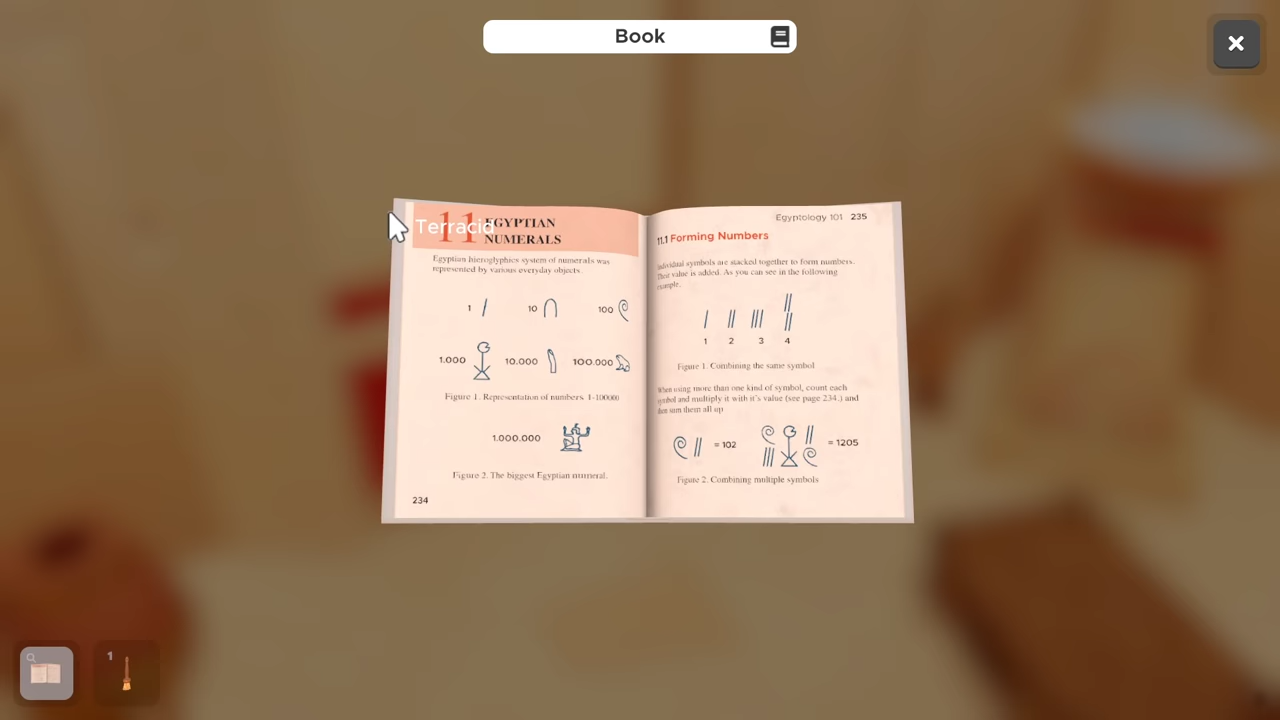 Book
Terracid
11 EGYPTIAN
NUMERALS
Egyptian hieroglyphics system of numerals was
represented by various everyday objects.
1
10
100
1.000
10.000
100.000
Figure 1. Representation of numbers 1-100000
1.000.000
Figure 2. The biggest Egyptian numeral.
234
Egyptology 101 235
11.1 Forming Numbers
Individual symbols are stacked together to form numbers.
Their value is added. As you can see in the following
example.
1 2 3 4
Figure 1. Combining the same symbol
When using more than one kind of symbol, count each
symbol and multiply it with it's value (see page 234.) and
then sum them all up
= 102
= 1205
Figure 2. Combining multiple symbols
1